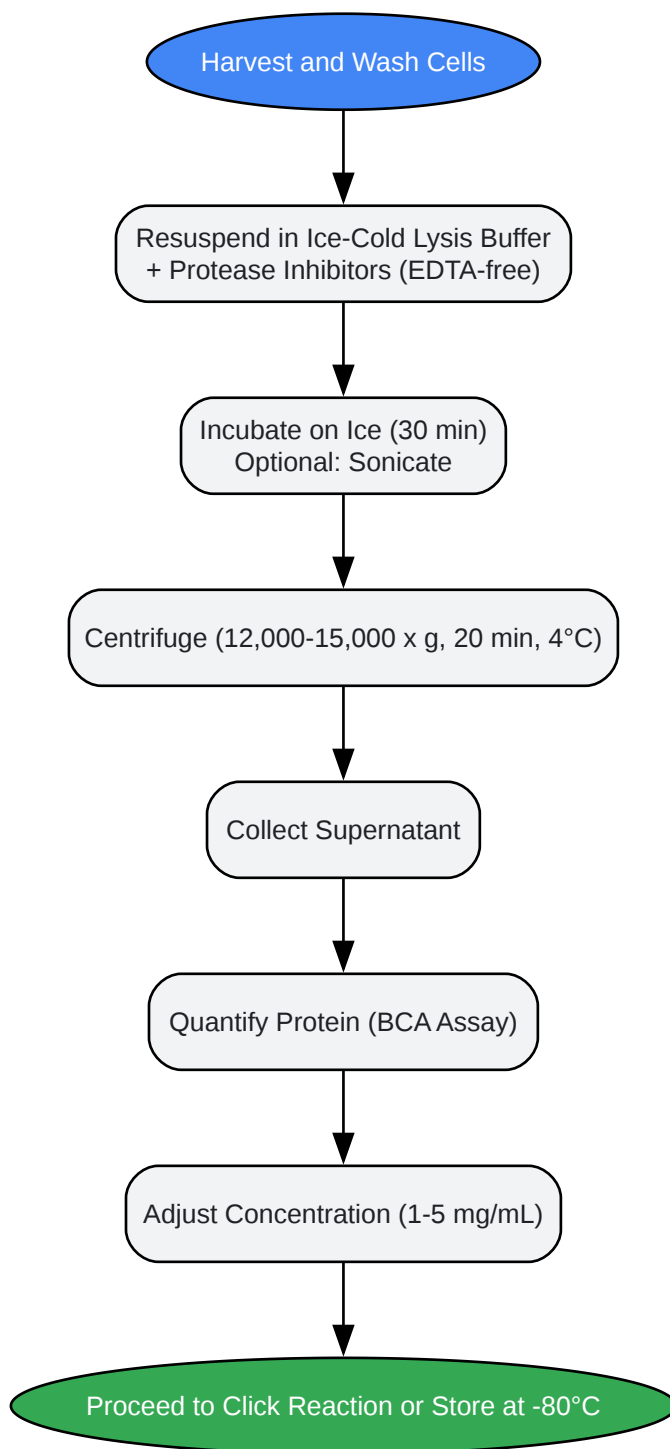 Harvest and Wash Cells
Resuspend in Ice-Cold Lysis Buffer
+ Protease Inhibitors (EDTA-free)
Incubate on Ice (30 min)
Optional: Sonicate
Centrifuge (12,000-15,000 x g, 20 min, 4°C)
Collect Supernatant
Quantify Protein (BCA Assay)
Adjust Concentration (1-5 mg/mL)
Proceed to Click Reaction or Store at -80°C